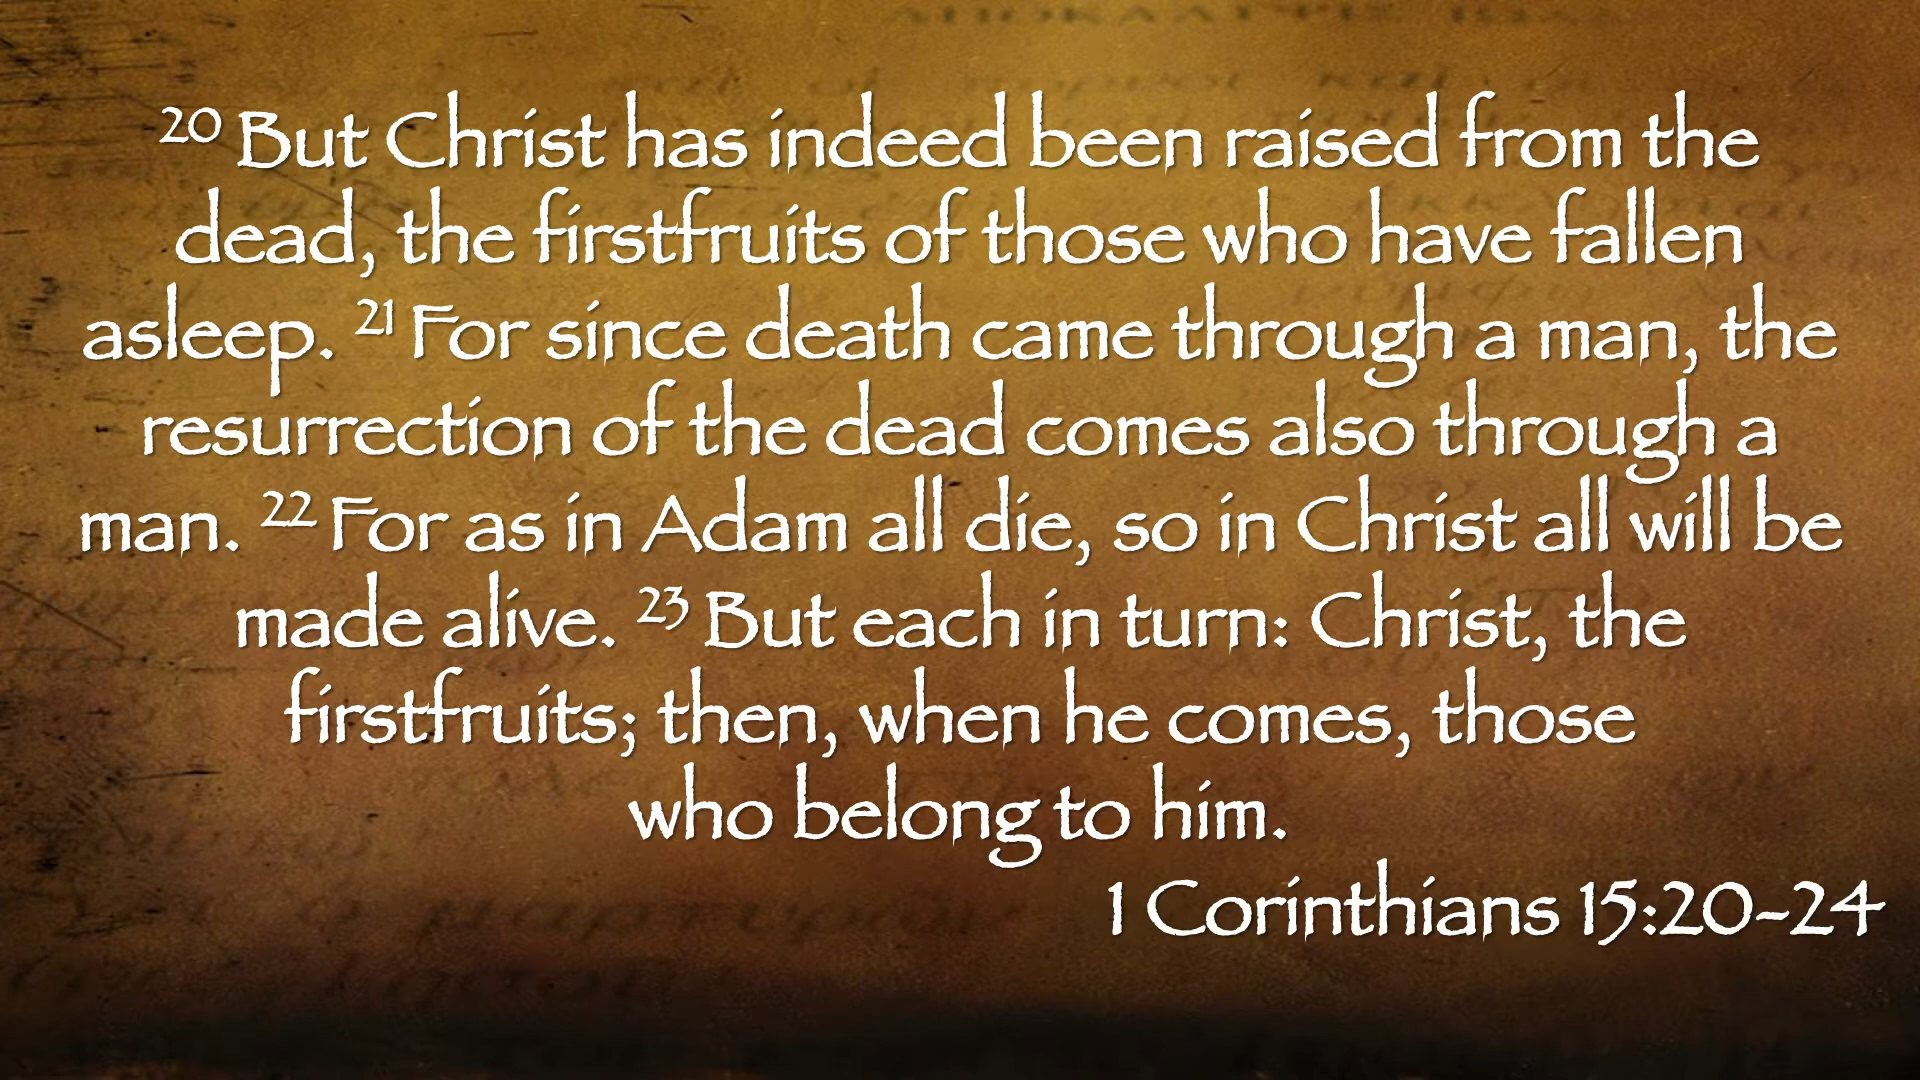 20 But Christ has indeed been raised from the
dead, the firstfruits of those who have fallen
asleep. 21 For since death came through a man, the
resurrection of the dead comes also through a
man. 22 For as in Adam all die, so in Christ all will be
made alive. 23 But each in turn: Christ, the
firstfruits; then, when he comes, those
who belong to him.
1 Corinthians 15:20-24